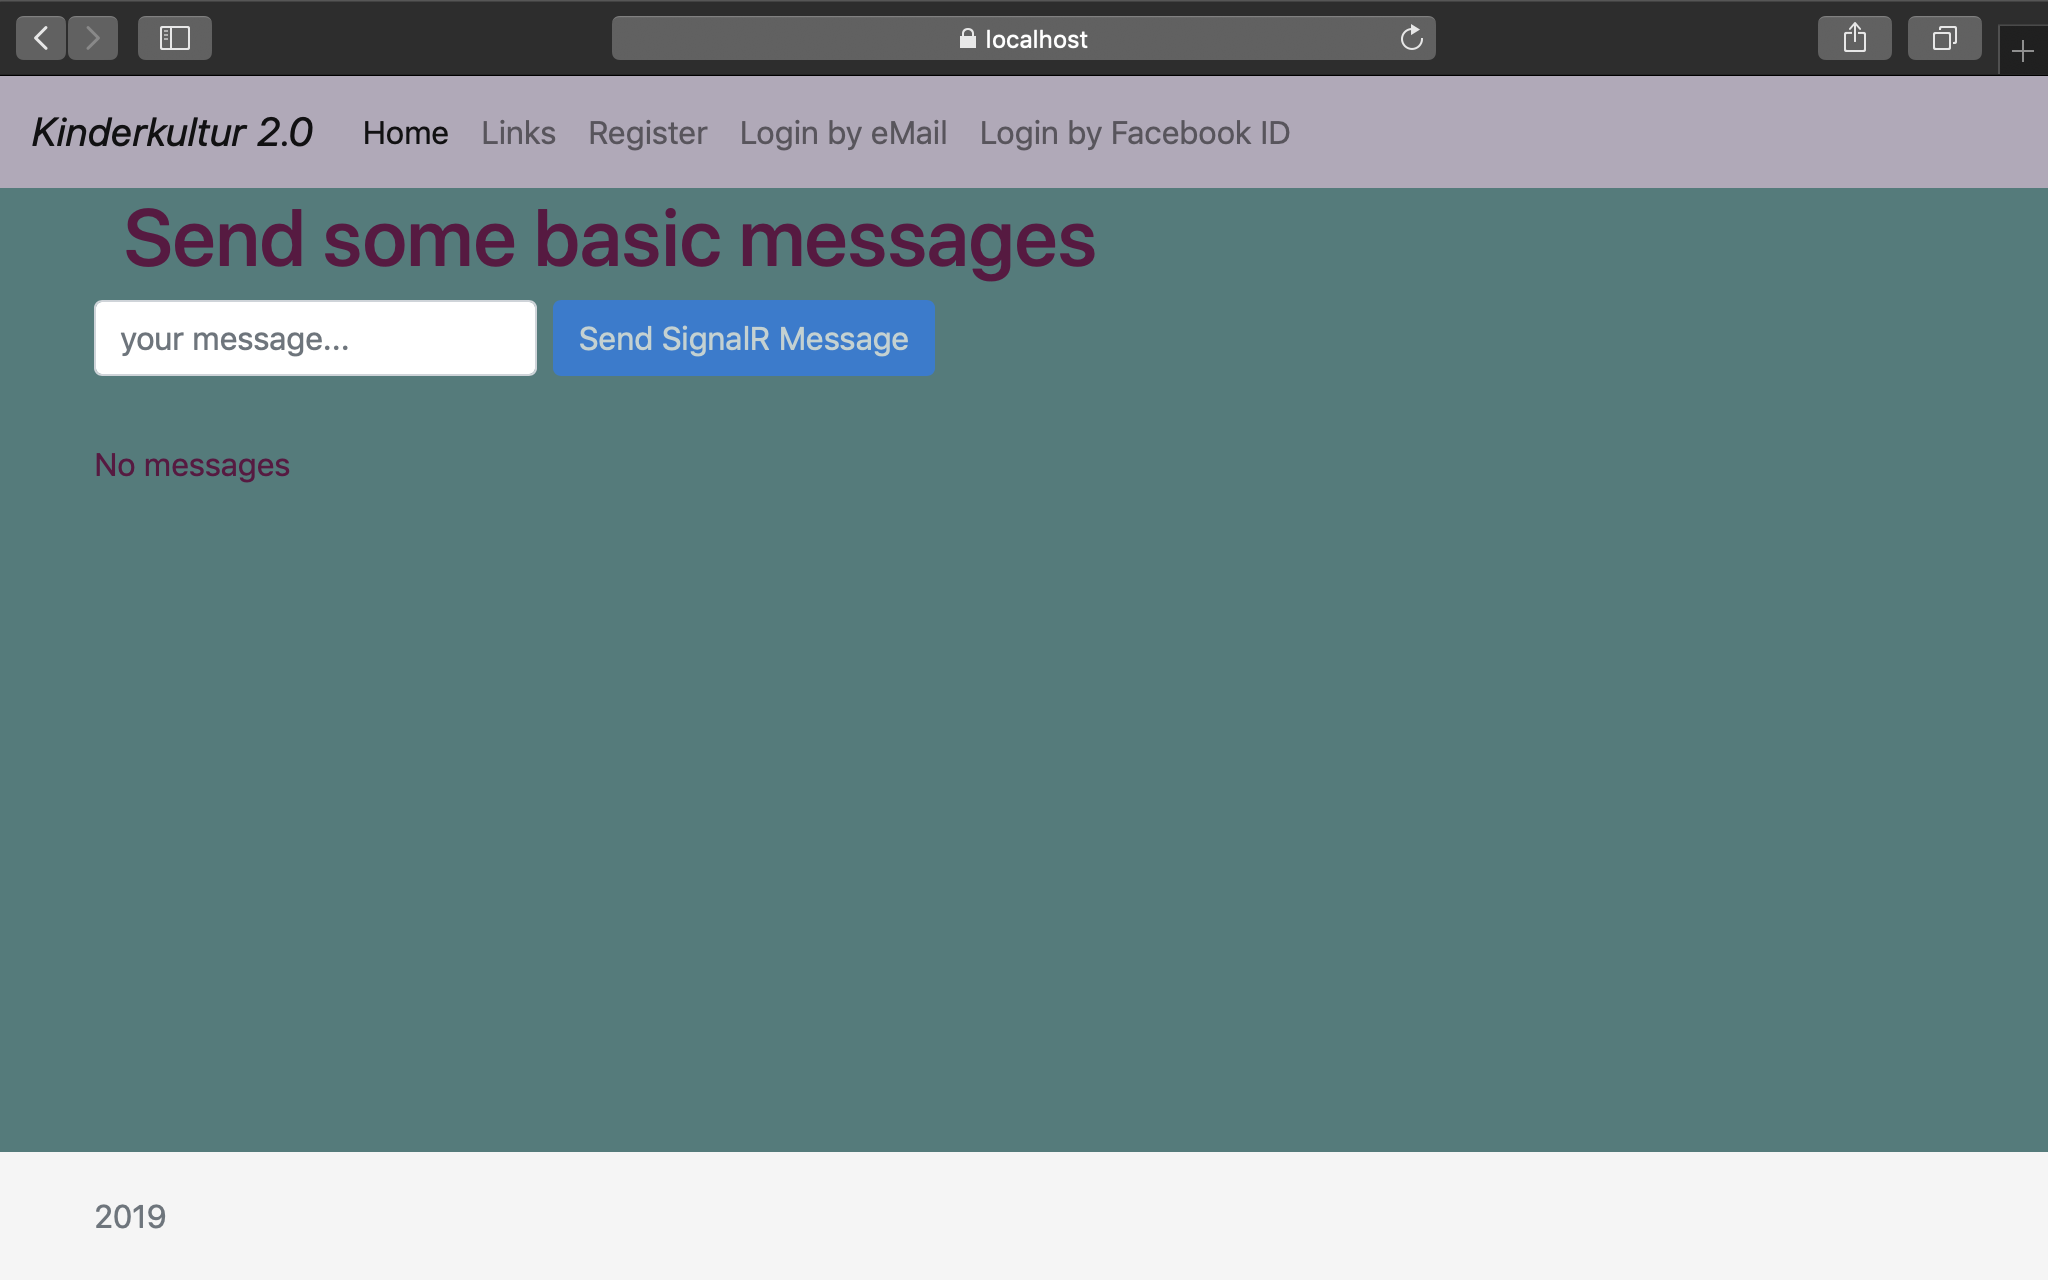 localhost
Kinderkultur 2.0 Home Links Register Login by eMail Login by Facebook ID
Send some basic messages
your message... Send SignalR Message
No messages
2019